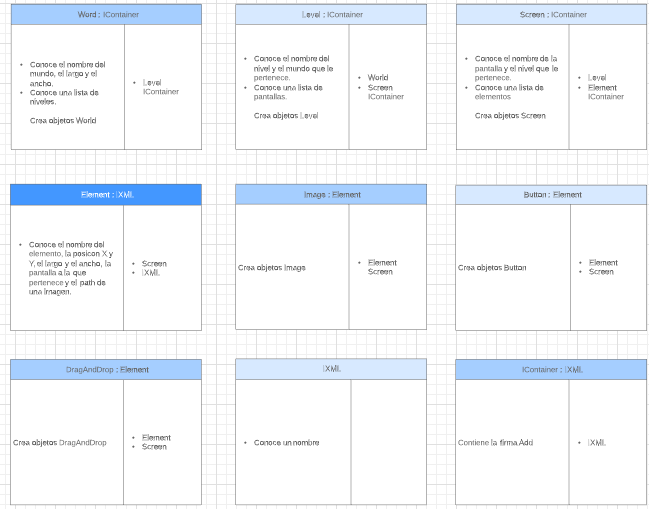 Word : IContainer
• Conoce el nombre del
mundo, el largo y el
ancho.
• Conoce una lista de
niveles.
Crea objetos World
• Level
IContainer
Level : IContainer
• Conoce el nombre del
nivel y el mundo que le
pertenece.
• Conoce una lista de
pantallas.
Crea objetos Level
• World
• Screen
IContainer
Screen : IContainer
• Conoce el nombre de la
pantalla y el nivel que le
pertenece.
• Conoce una lista de
elementos
Crea objetos Screen
• Level
• Element
IContainer
Element : IXML
• Conoce el nombre del
elemento, la posicon X y
Y, el largo y el ancho, la
pantalla a la que
pertenece y el path de
una imagen.
• Screen
• IXML
Image : Element
Crea objetos Image
• Element
Screen
Button : Element
Crea objetos Button
• Element
• Screen
DragAndDrop : Element
Crea objetos DragAndDrop
• Element
• Screen
IXML
• Conoce un nombre
IContainer : IXML
Contiene la firma Add
• IXML